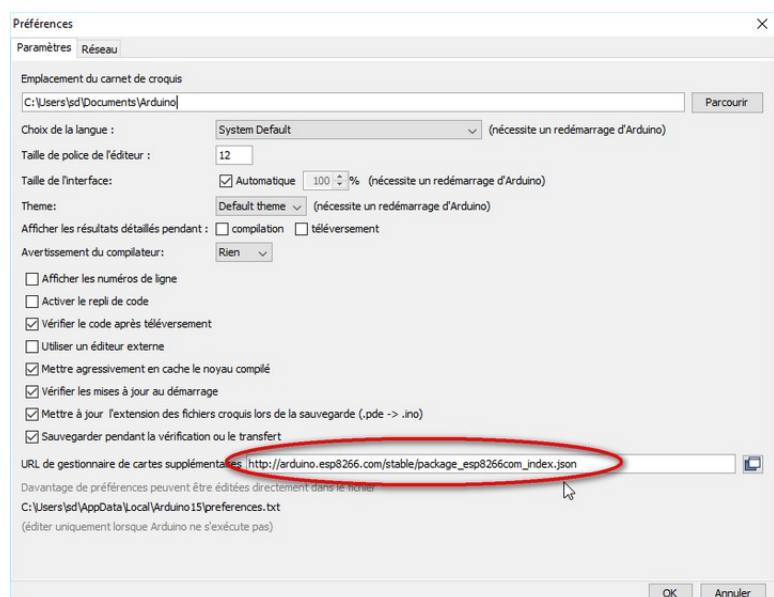 Préférences
Paramètres Réseau
Emplacement du carnet de croquis
C:\Users\sd\Documents\Arduino Parcourir
Choix de la langue : System Default (nécessite un redémarrage d'Arduino)
Taille de police de l'éditeur : 12
Taille de l'interface: Automatique 100 % (nécessite un redémarrage d'Arduino)
Theme: Default theme (nécessite un redémarrage d'Arduino)
Afficher les résultats détaillés pendant : compilation téléversement
Avertissement du compilateur: Rien
Afficher les numéros de ligne
Activer le repli de code
Vérifier le code après téléversement
Utiliser un éditeur externe
Mettre agressivement en cache le noyau compilé
Vérifier les mises à jour au démarrage
Mettre à jour l'extension des fichiers croquis lors de la sauvegarde (.pde -> .ino)
Sauvegarder pendant la vérification ou le transfert
URL de gestionnaire de cartes supplémentaires http://arduino.esp8266.com/stable/package_esp8266com_index.json
Davantage de préférences peuvent être éditées directement dans le fichier
C:\Users\sd\AppData\Local\Arduino15\preferences.txt
(éditer uniquement lorsque Arduino ne s'exécute pas)
OK Annuler